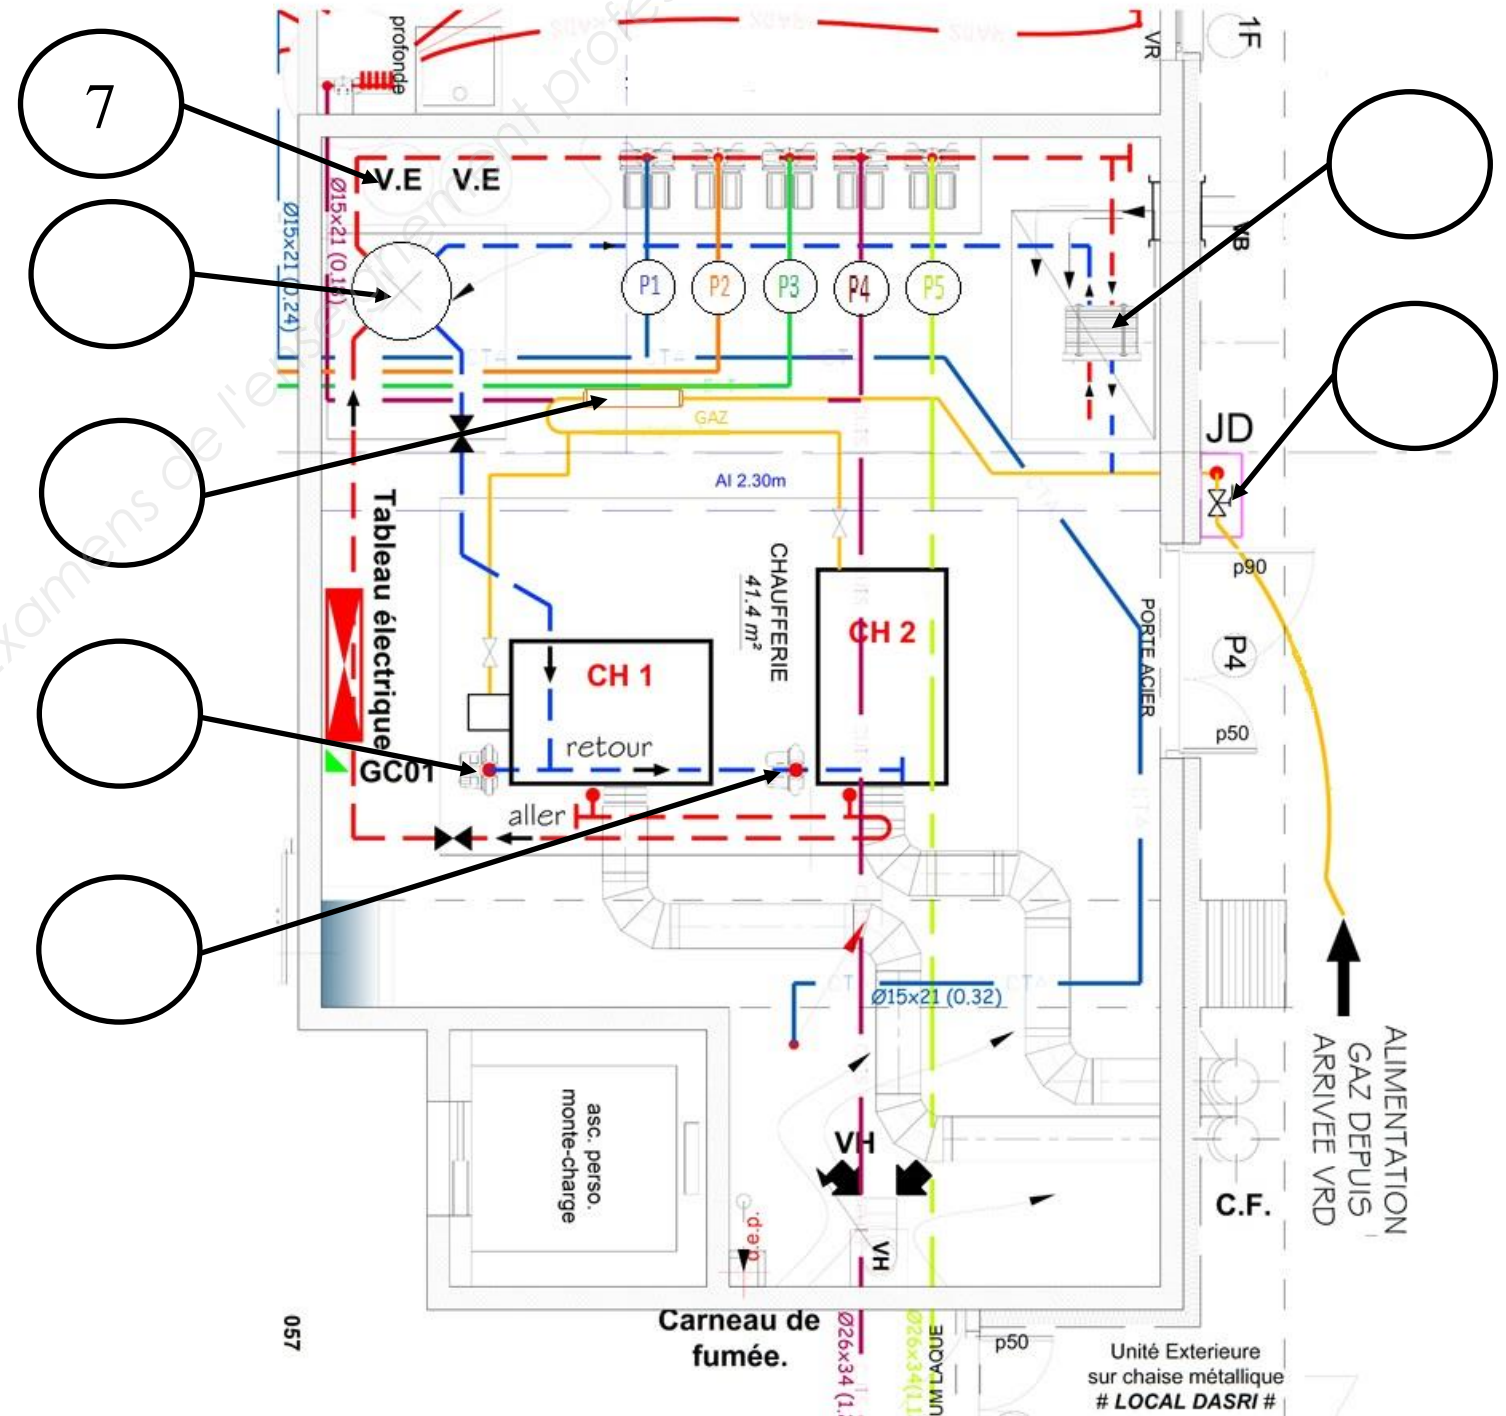 profonde
VR
1F
7
V.E V.E
Ø15x21 (0.24)
VB
P1
P2
P3
P4
P5
GAZ
JD
AI 2.30m
Tableau électrique
CHAUFFERIE
41.4 m²
p90
PORTE ACIER
P4
CH 1
CH 2
p50
retour
GC01
aller
Ø15x21 (0.32)
ALIMENTATION
GAZ DEPUIS
ARRIVEE VRD
asc. perso.
monte-charge
VH
C.F.
VH
057
Carneau de
fumée.
p50
Unité Exterieure
sur chaise métallique
# LOCAL DASRI #